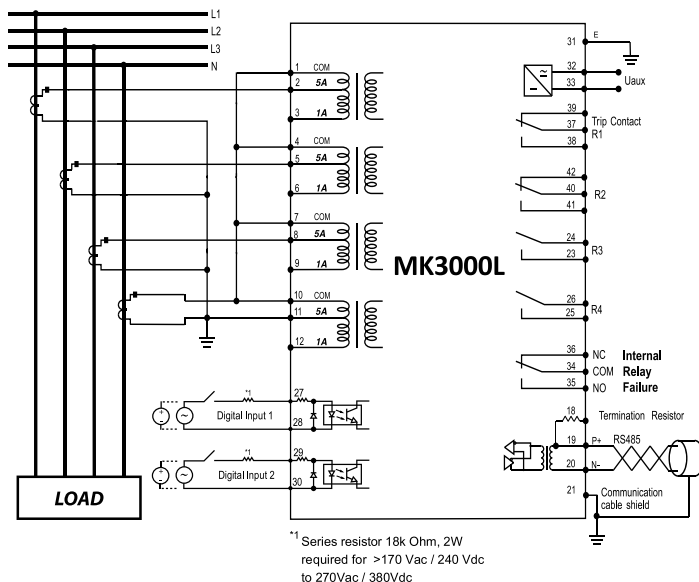 L1
L2
L3
N
1 COM
2 5A
3 1A
4 COM
5 5A
6 1A
7 COM
8 5A
9 1A
10 COM
11 5A
12 1A
MK3000L
31 E
32
33
Uaux
39
37
38
Trip Contact
R1
42
40
41
R2
24
23
R3
26
25
R4
36 NC Internal
34 COM Relay
35 NO Failure
18 Termination Resistor
19 P+ RS485
20 N-
21 Communication
cable shield
*1 27
Digital Input 1
28
*1 29
Digital Input 2
30
LOAD
*1 Series resistor 18k Ohm, 2W
required for >170 Vac / 240 Vdc
to 270Vac / 380Vdc